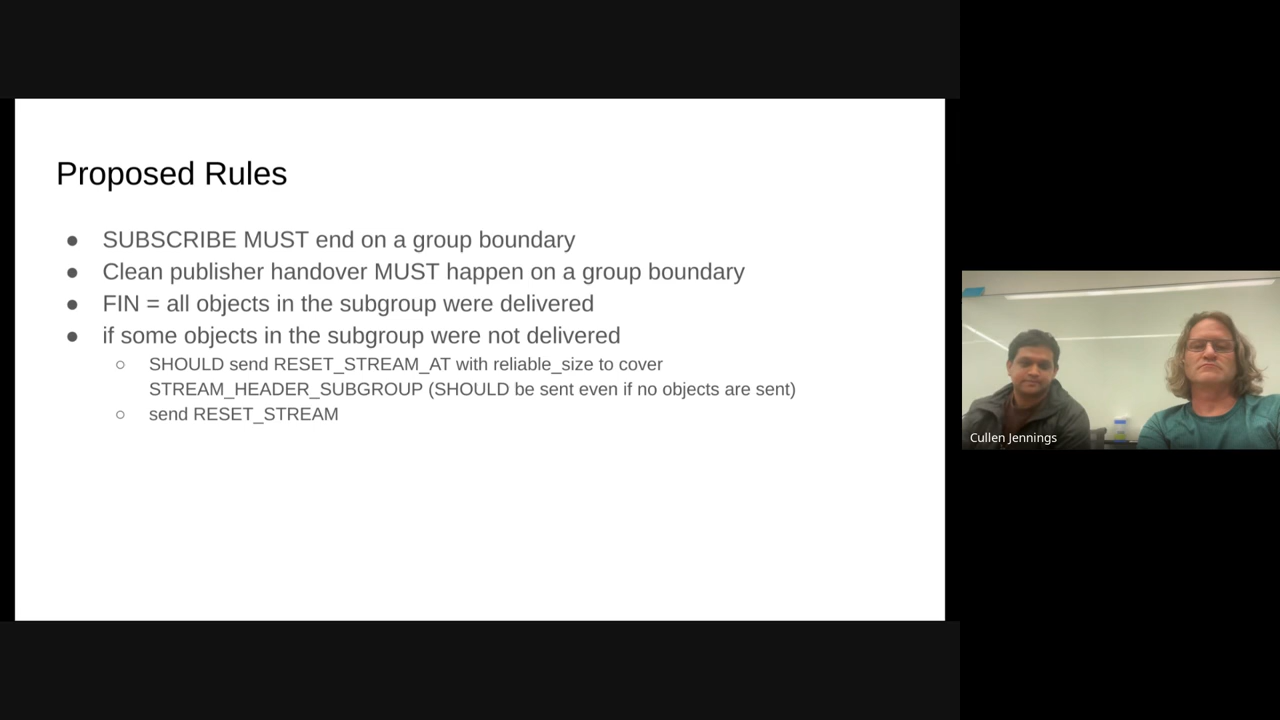 Proposed Rules
● SUBSCRIBE MUST end on a group boundary
● Clean publisher handover MUST happen on a group boundary
● FIN = all objects in the subgroup were delivered
● if some objects in the subgroup were not delivered
○ SHOULD send RESET_STREAM_AT with reliable_size to cover
STREAM_HEADER_SUBGROUP (SHOULD be sent even if no objects are sent)
○ send RESET_STREAM
Cullen Jennings